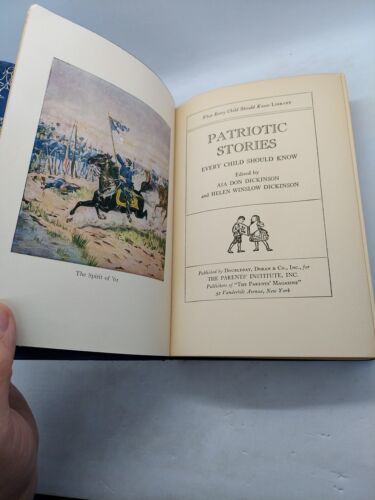 The Spirit of '61
What Every Child Should Know LIBRARY
PATRIOTIC
STORIES
EVERY CHILD SHOULD KNOW
Edited by
ASA DON DICKINSON
and HELEN WINSLOW DICKINSON
Published by DOUBLEDAY, DORAN & CO., INC., for
THE PARENTS' INSTITUTE, INC.
Publishers of "THE PARENTS' MAGAZINE"
52 Vanderbilt Avenue, New York